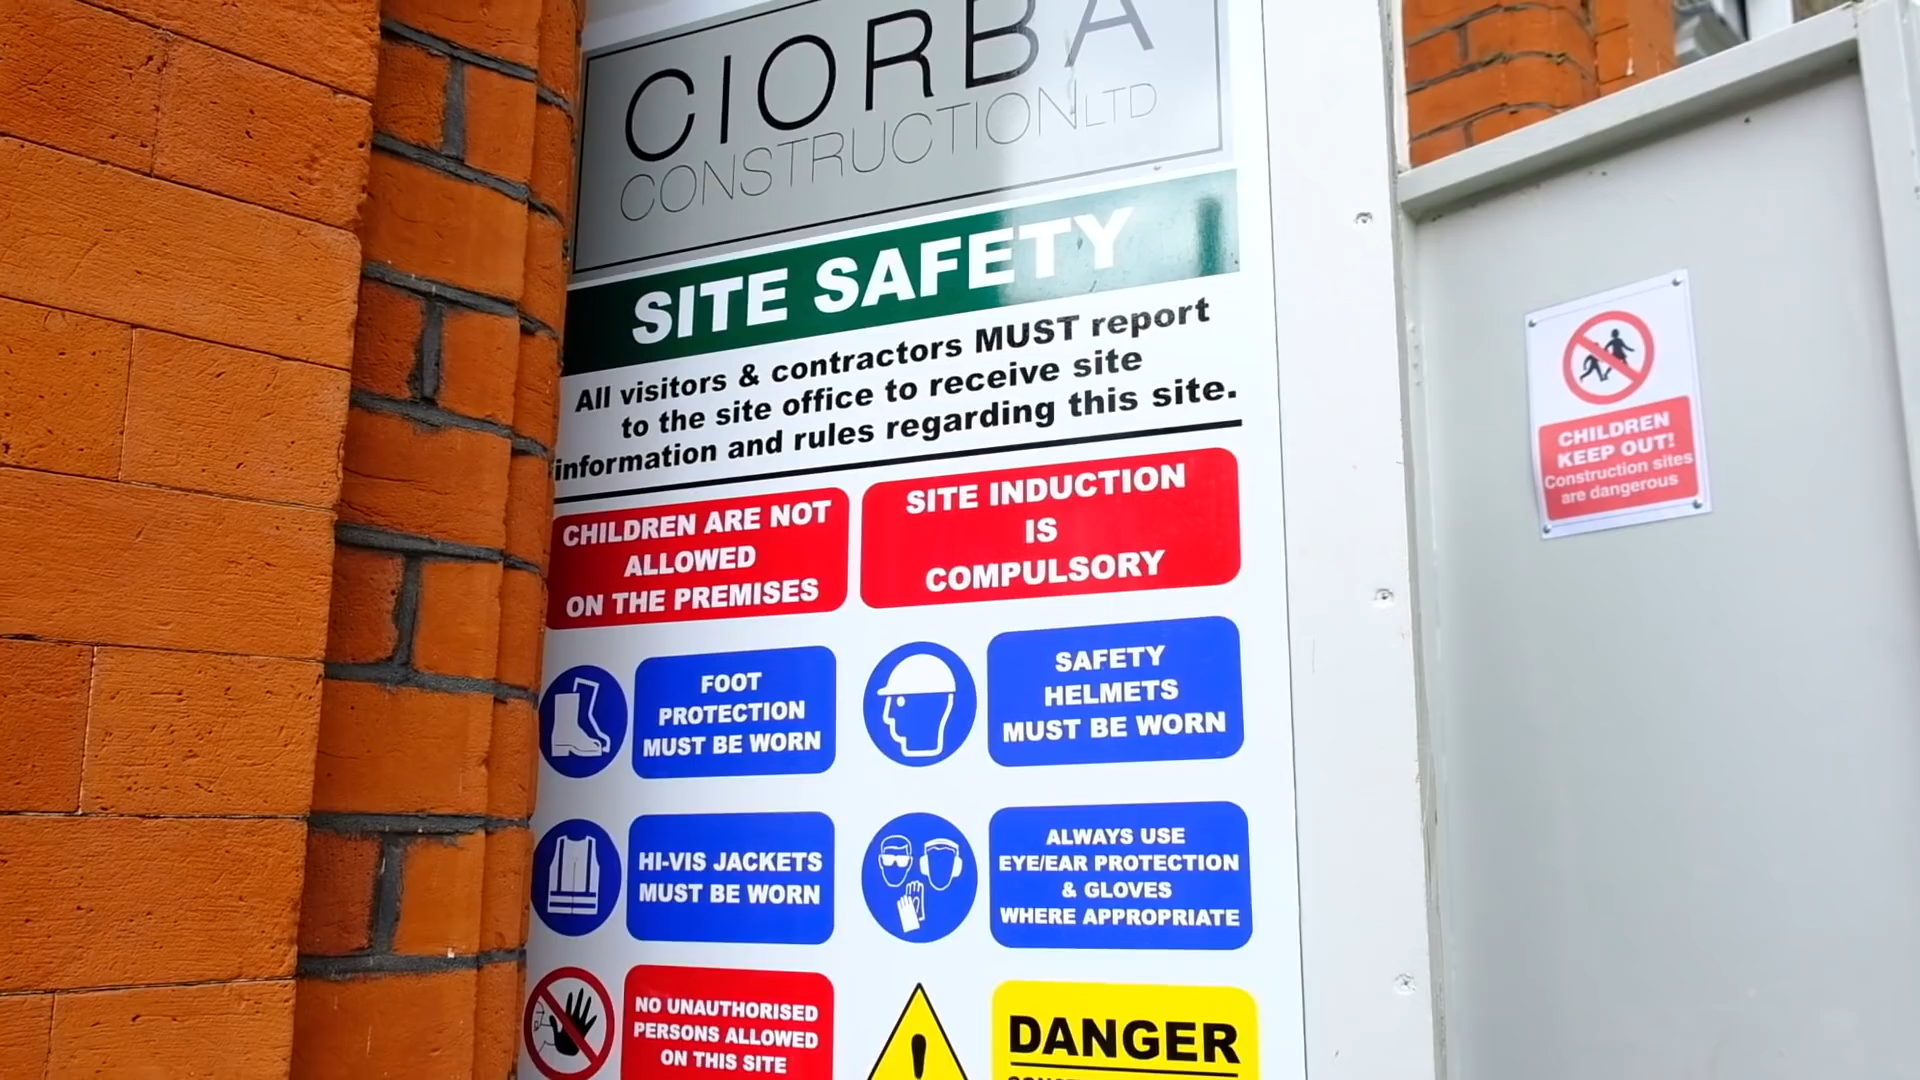 CIORBA
CONSTRUCTION LTD
SITE SAFETY
All visitors & contractors MUST report
to the site office to receive site
information and rules regarding this site.
CHILDREN ARE NOT
ALLOWED
ON THE PREMISES
SITE INDUCTION
IS
COMPULSORY
FOOT
PROTECTION
MUST BE WORN
SAFETY
HELMETS
MUST BE WORN
HI-VIS JACKETS
MUST BE WORN
ALWAYS USE
EYE/EAR PROTECTION
& GLOVES
WHERE APPROPRIATE
NO UNAUTHORISED
PERSONS ALLOWED
ON THIS SITE
DANGER
CHILDREN
KEEP OUT!
Construction sites
are dangerous